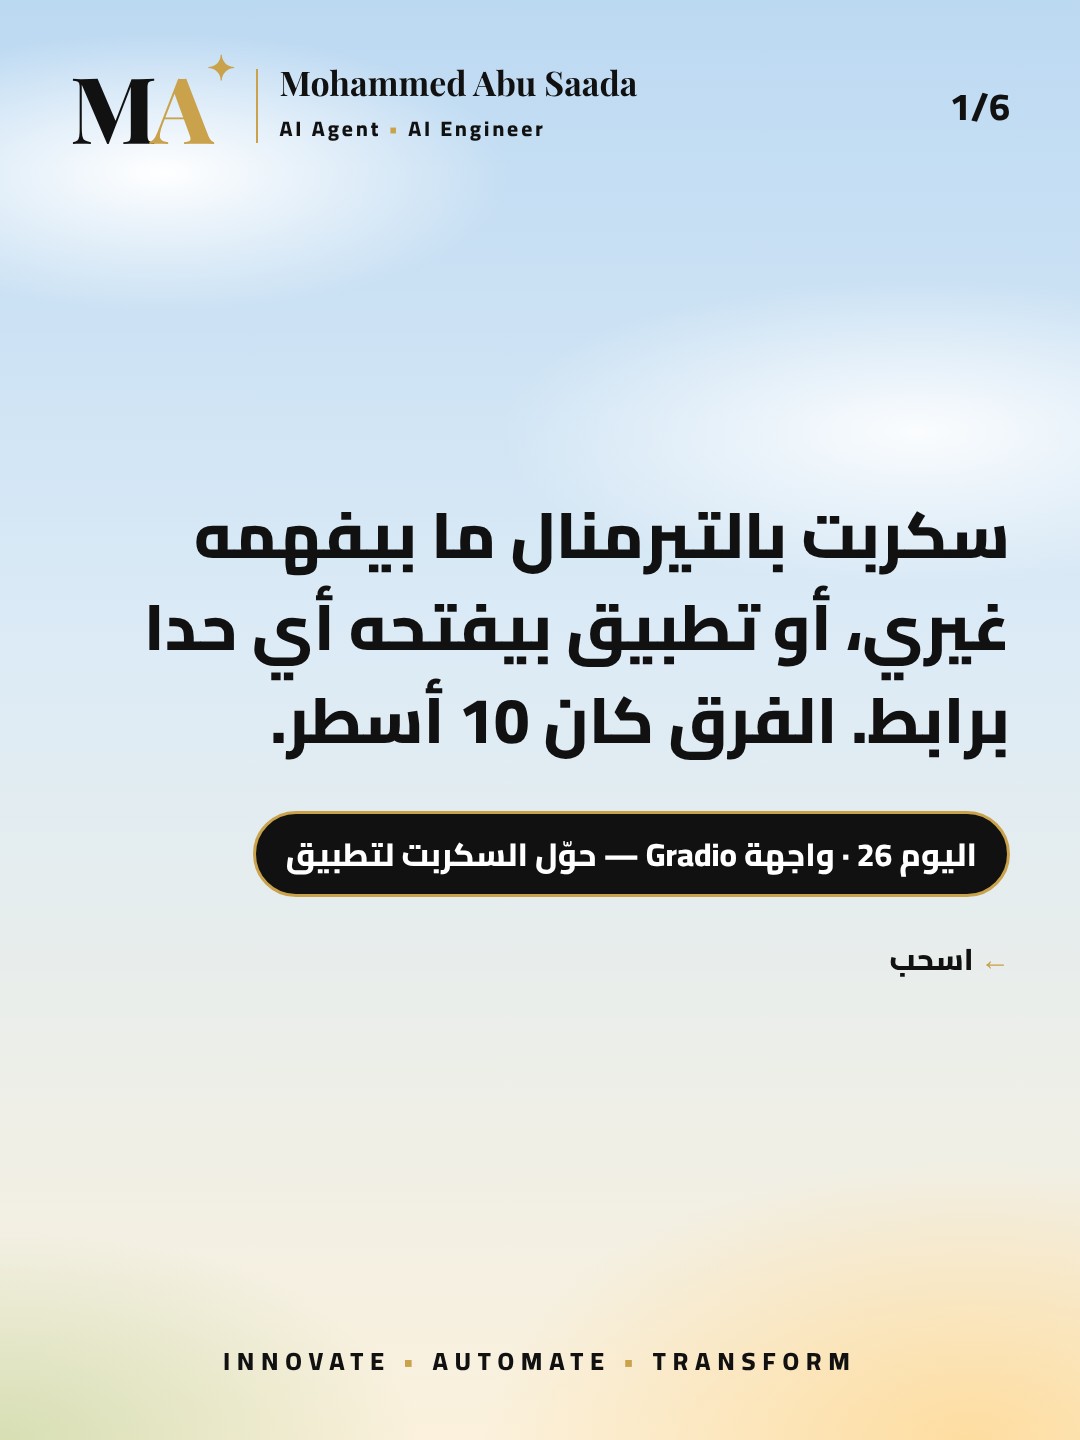 MA
Mohammed Abu Saada
AI Agent ▪ AI Engineer
1/6
سكربت بالتيرمنال ما بيفهمه
غيري، أو تطبيق بيفتحه أي حدا
برابط. الفرق كان 10 أسطر.
اليوم 26 · واجهة Gradio — حوّل السكربت لتطبيق
← اسحب
INNOVATE ▪ AUTOMATE ▪ TRANSFORM